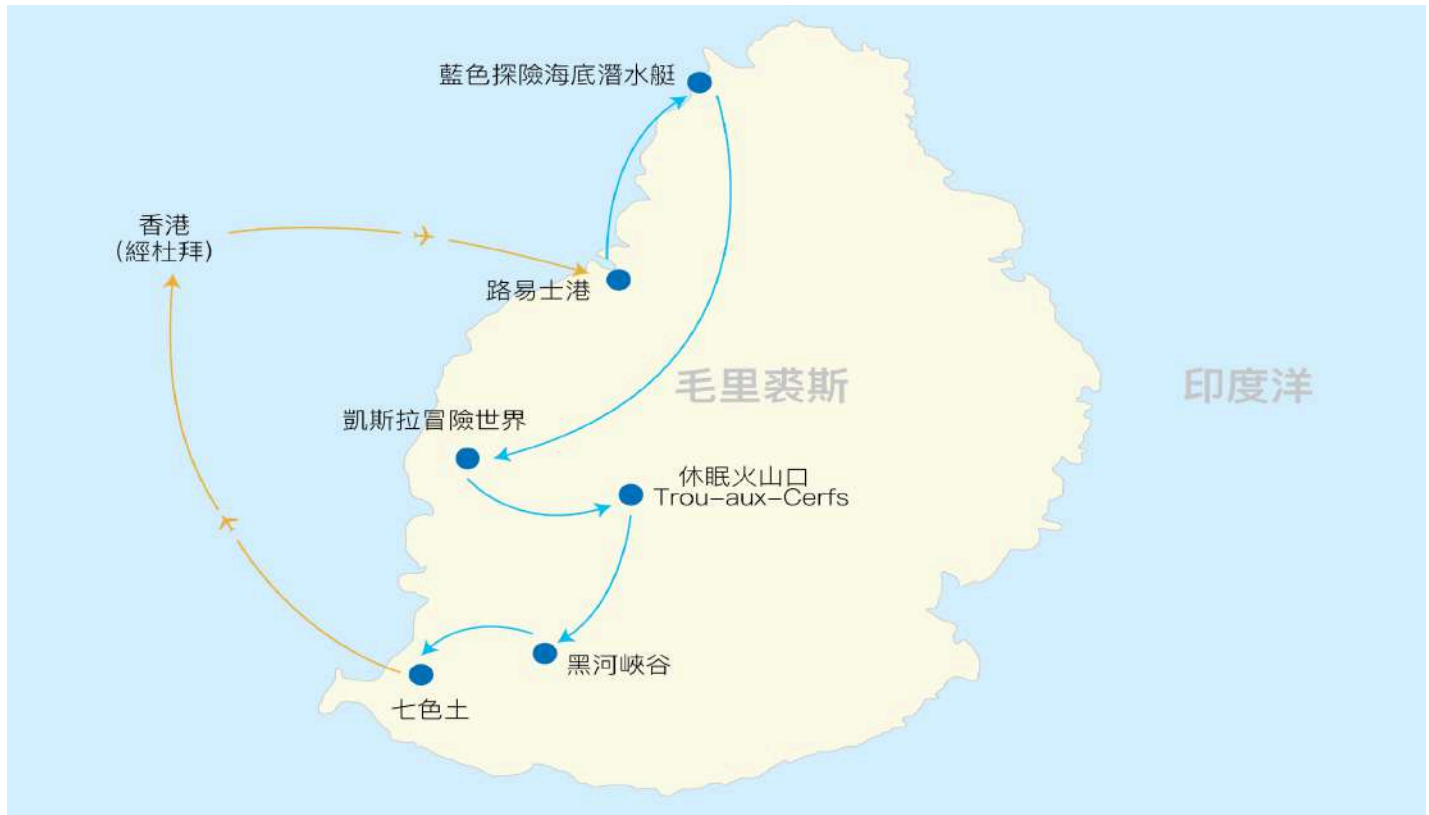 藍色探險海底潛水艇
香港
(經杜拜)
路易士港
毛里裘斯
印度洋
凱斯拉冒險世界
休眠火山口
Trou-aux-Cerfs
黑河峽谷
七色土